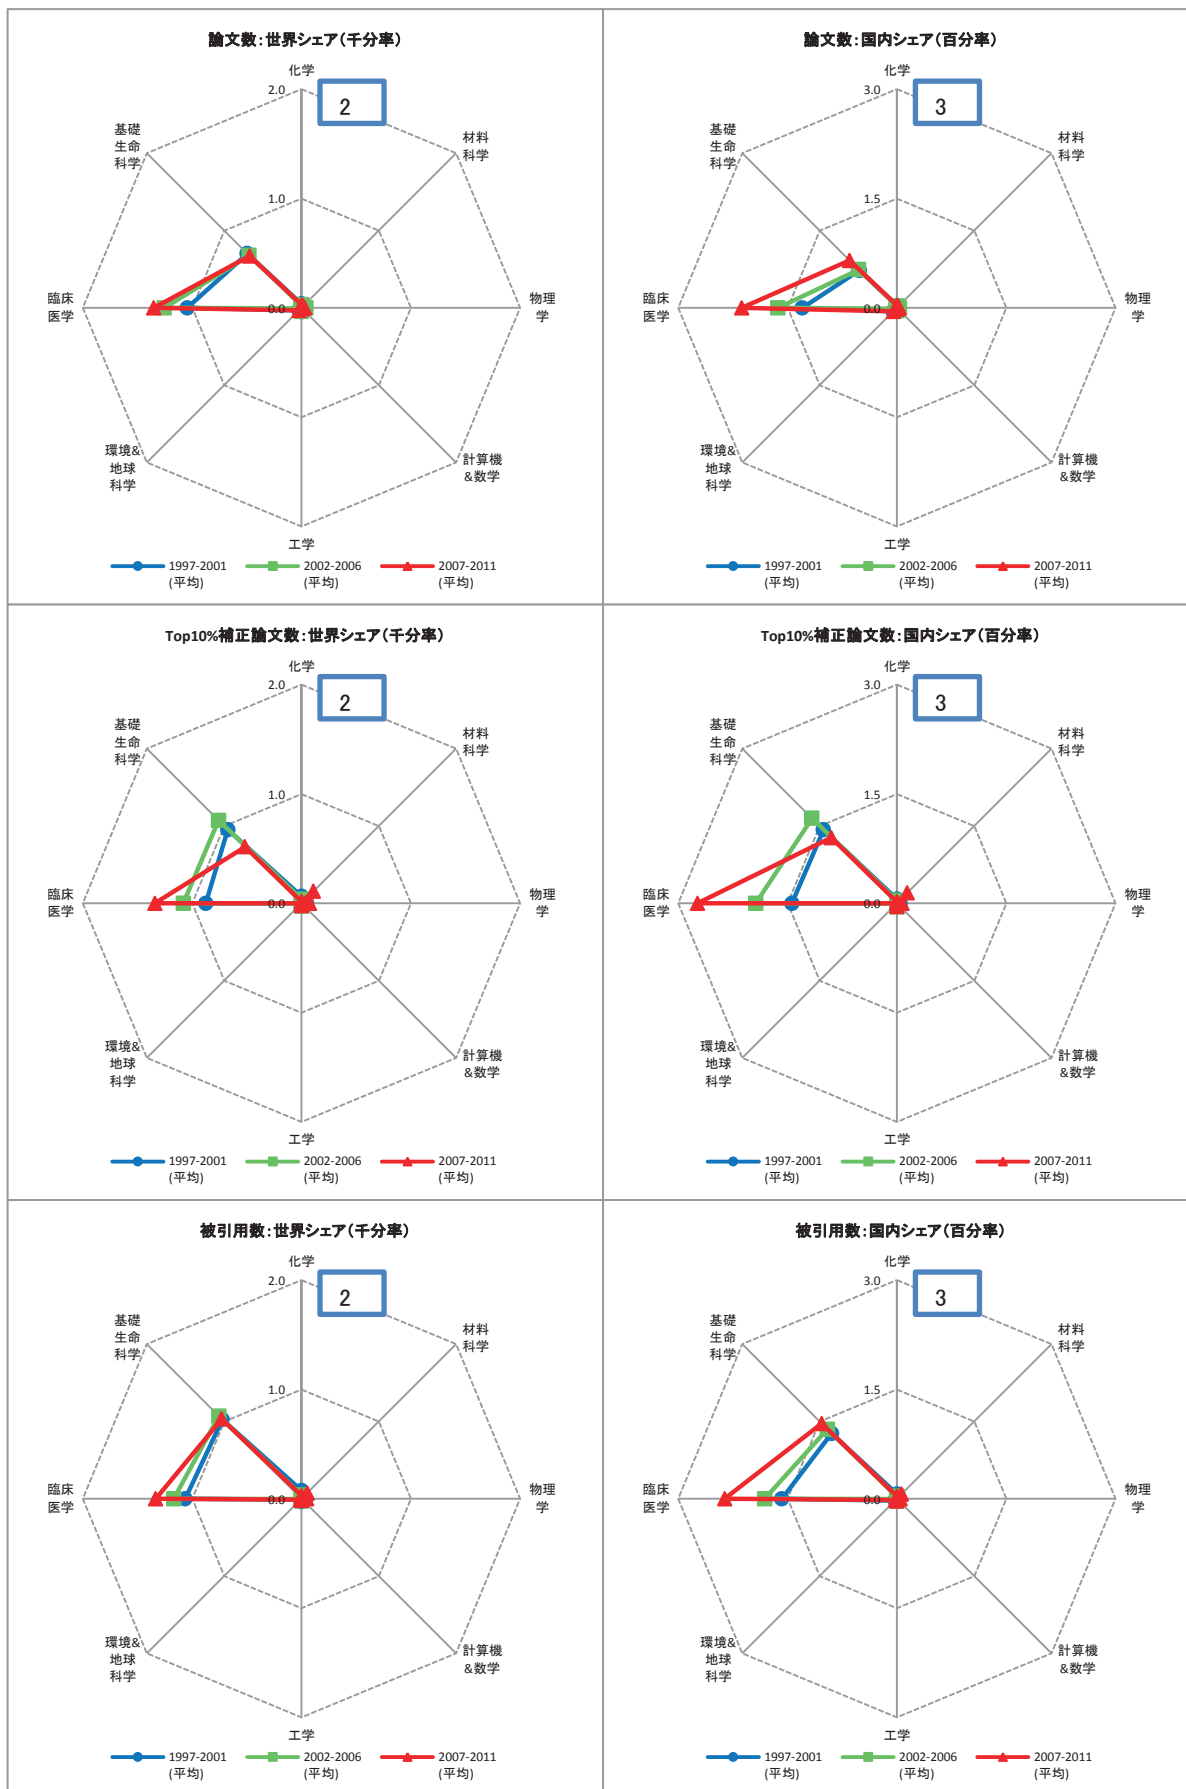 論文数：世界シェア（千分率）
化学
2.0
2
基礎
生命
科学
材料
科学
1.0
臨床
医学
0.0
物理
学
環境&
地球
科学
計算機
&数学
工学
1997-2001
(平均)
2002-2006
(平均)
2007-2011
(平均)
論文数：国内シェア（百分率）
化学
3.0
3
基礎
生命
科学
材料
科学
1.5
臨床
医学
0.0
物理
学
環境&
地球
科学
計算機
&数学
工学
1997-2001
(平均)
2002-2006
(平均)
2007-2011
(平均)
Top10%補正論文数：世界シェア（千分率）
化学
2.0
2
基礎
生命
科学
材料
科学
1.0
臨床
医学
0.0
物理
学
環境&
地球
科学
計算機
&数学
工学
1997-2001
(平均)
2002-2006
(平均)
2007-2011
(平均)
Top10%補正論文数：国内シェア（百分率）
化学
3.0
3
基礎
生命
科学
材料
科学
1.5
臨床
医学
0.0
物理
学
環境&
地球
科学
計算機
&数学
工学
1997-2001
(平均)
2002-2006
(平均)
2007-2011
(平均)
被引用数：世界シェア（千分率）
化学
2.0
2
基礎
生命
科学
材料
科学
1.0
臨床
医学
0.0
物理
学
環境&
地球
科学
計算機
&数学
工学
1997-2001
(平均)
2002-2006
(平均)
2007-2011
(平均)
被引用数：国内シェア（百分率）
化学
3.0
3
基礎
生命
科学
材料
科学
1.5
臨床
医学
0.0
物理
学
環境&
地球
科学
計算機
&数学
工学
1997-2001
(平均)
2002-2006
(平均)
2007-2011
(平均)